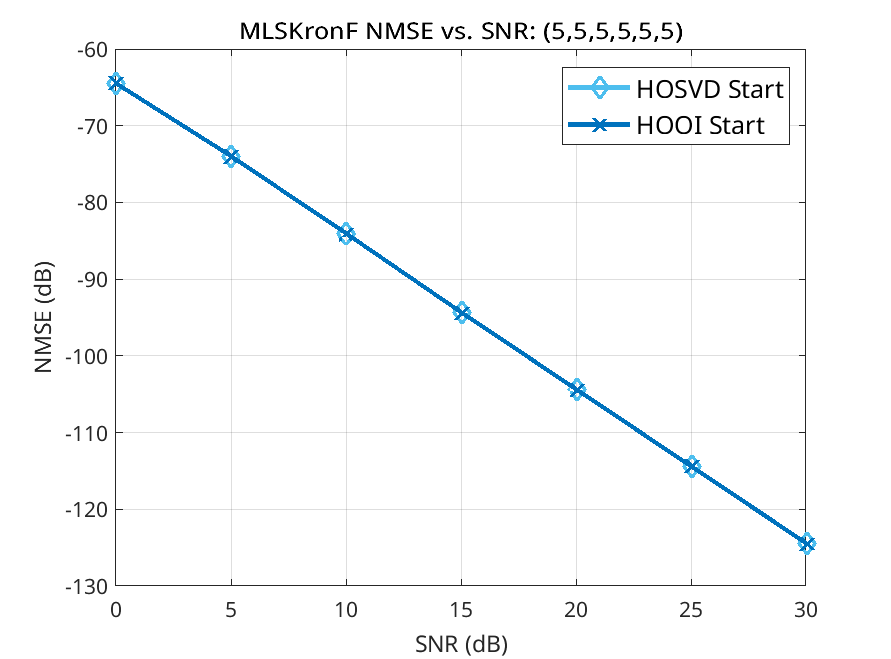 MLSKronF NMSE vs. SNR: (5,5,5,5,5,5)
HOSVD Start
HOOI Start
NMSE (dB)
-60
-70
-80
-90
-100
-110
-120
-130
0 5 10 15 20 25 30
SNR (dB)